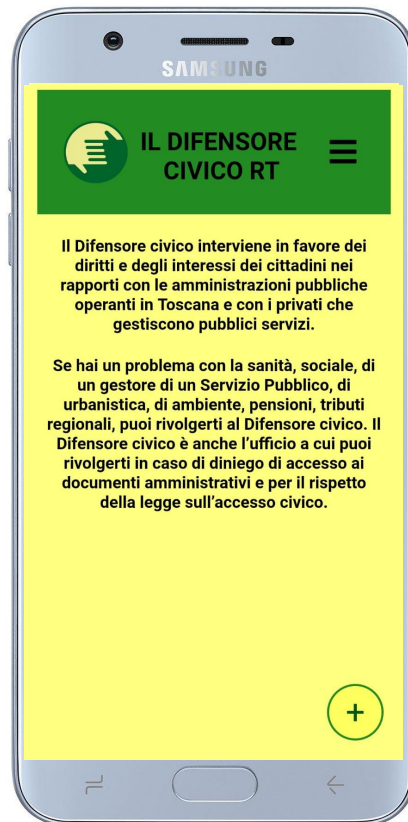 SAMSUNG
IL DIFENSORE
CIVICO RT
Il Difensore civico interviene in favore dei
diritti e degli interessi dei cittadini nei
rapporti con le amministrazioni pubbliche
operanti in Toscana e con i privati che
gestiscono pubblici servizi.
Se hai un problema con la sanità, sociale, di
un gestore di un Servizio Pubblico, di
urbanistica, di ambiente, pensioni, tributi
regionali, puoi rivolgerti al Difensore civico. Il
Difensore civico è anche l’ufficio a cui puoi
rivolgerti in caso di diniego di accesso ai
documenti amministrativi e per il rispetto
della legge sull’accesso civico.
+